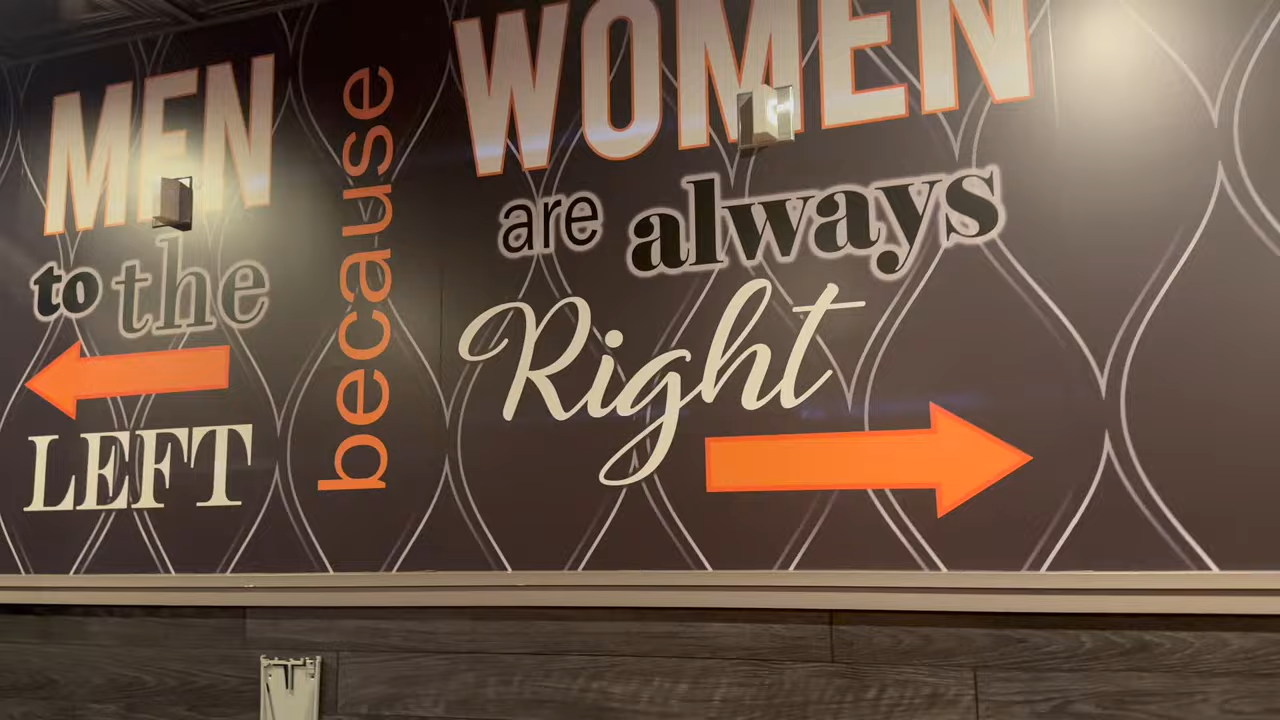 MEN
to the
LEFT
because
WOMEN
are always
Right